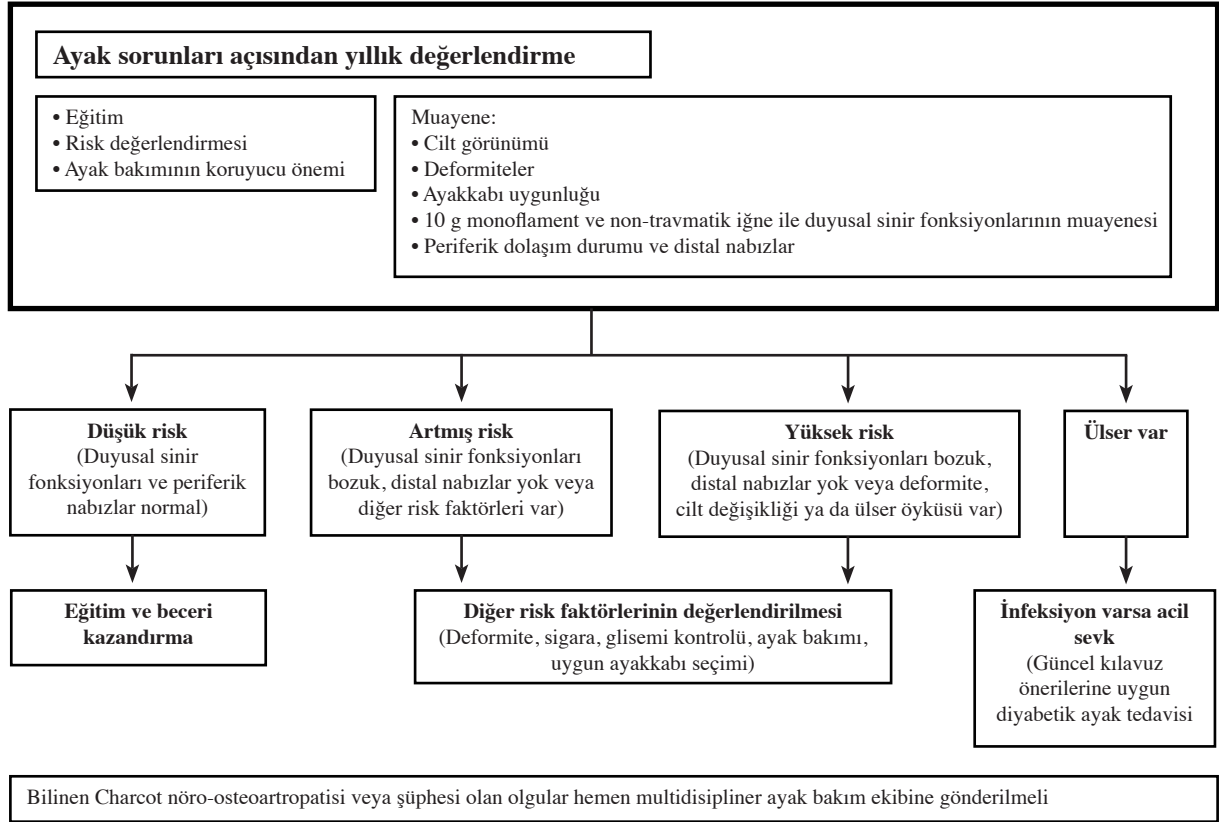 Ayak sorunları açısından yıllık değerlendirme
• Eğitim
• Risk değerlendirmesi
• Ayak bakımının koruyucu önemi
Muayene:
• Cilt görünümü
• Deformiteler
• Ayakkabı uygunluğu
• 10 g monoflament ve non-travmatik iğne ile duyusal sinir fonksiyonlarının muayenesi
• Periferik dolaşım durumu ve distal nabızlar
Düşük risk
(Duyusal sinir
fonksiyonları ve periferik
nabızlar normal)
Artmış risk
(Duyusal sinir fonksiyonları
bozuk, distal nabızlar yok veya
diğer risk faktörleri var)
Yüksek risk
(Duyusal sinir fonksiyonları bozuk,
distal nabızlar yok veya deformite,
cilt değişikliği ya da ülser öyküsü var)
Ülser var
Eğitim ve beceri
kazandırma
Diğer risk faktörlerinin değerlendirilmesi
(Deformite, sigara, glisemi kontrolü, ayak bakımı,
uygun ayakkabı seçimi)
İnfeksiyon varsa acil
sevk
(Güncel kılavuz
önerilerine uygun
diyabetik ayak tedavisi
Bilinen Charcot nöro-osteoartropatisi veya şüphesi olan olgular hemen multidisipliner ayak bakım ekibine gönderilmeli